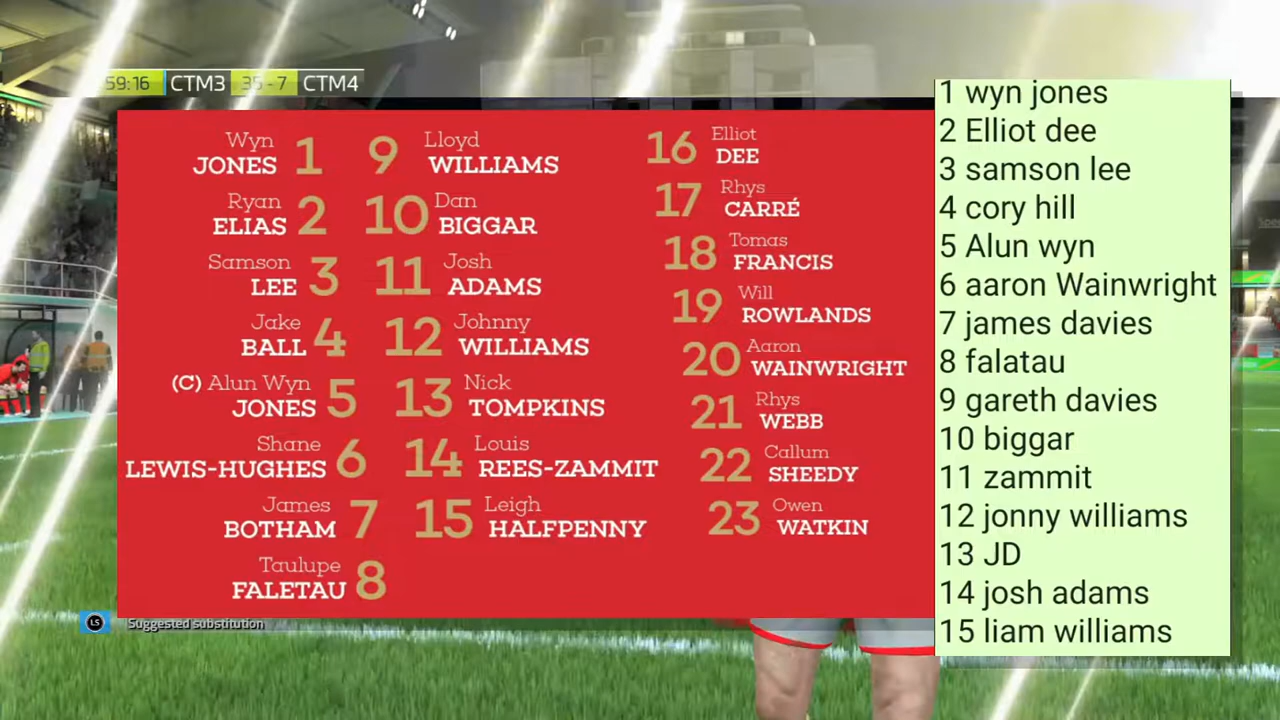 59:16 CTM3 35 - 7 CTM4
Wyn
JONES 1
Ryan
ELIAS 2
Samson
LEE 3
Jake
BALL 4
(C) Alun Wyn
JONES 5
Shane
LEWIS-HUGHES 6
James
BOTHAM 7
Taulupe
FALETAU 8
9 Lloyd
WILLIAMS
10 Dan
BIGGAR
11 Josh
ADAMS
12 Johnny
WILLIAMS
13 Nick
TOMPKINS
14 Louis
REES-ZAMMIT
15 Leigh
HALFPENNY
16 Elliot
DEE
17 Rhys
CARRÉ
18 Tomas
FRANCIS
19 Will
ROWLANDS
20 Aaron
WAINWRIGHT
21 Rhys
WEBB
22 Callum
SHEEDY
23 Owen
WATKIN
1 wyn jones
2 Elliot dee
3 samson lee
4 cory hill
5 Alun wyn
6 aaron Wainwright
7 james davies
8 falatau
9 gareth davies
10 biggar
11 zammit
12 jonny williams
13 JD
14 josh adams
15 liam williams
LS Suggested substitution